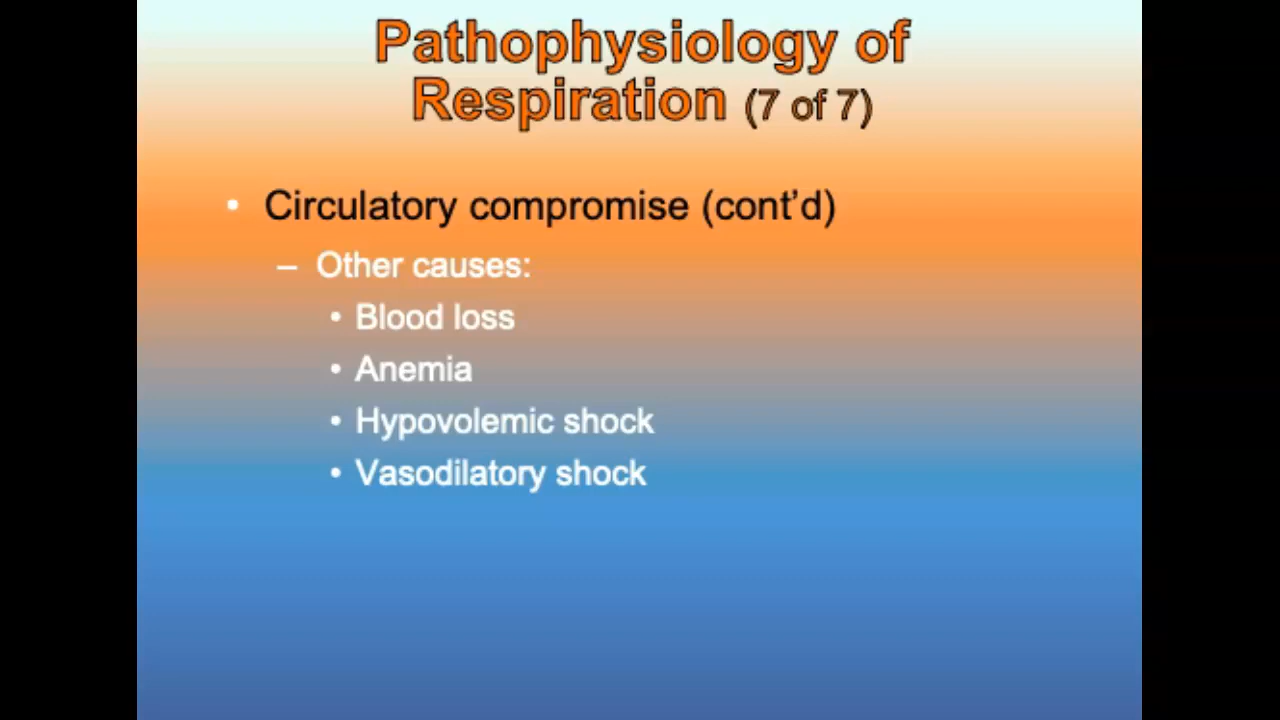 Pathophysiology of
Respiration (7 of 7)
• Circulatory compromise (cont’d)
– Other causes:
• Blood loss
• Anemia
• Hypovolemic shock
• Vasodilatory shock